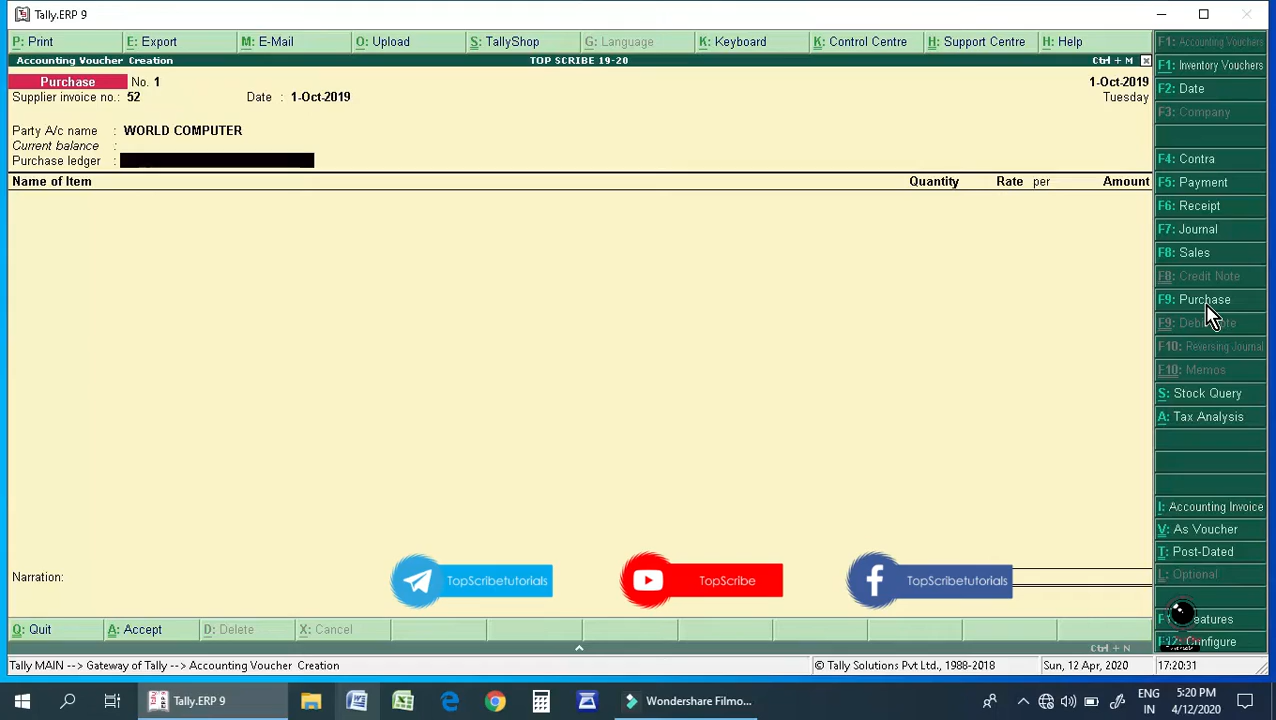 Tally.ERP 9
P: Print E: Export M: E-Mail O: Upload S: TallyShop G: Language K: Keyboard K: Control Centre H: Support Centre H: Help F1: Accounting Vouchers
Accounting Voucher Creation TOP SCRIBE 19-20 Ctrl + M F1: Inventory Vouchers
Purchase No. 1 1-Oct-2019 F2: Date
Supplier invoice no.: 52 Date : 1-Oct-2019 Tuesday
F3: Company
Party A/c name : WORLD COMPUTER
Current balance :
Purchase ledger : F4: Contra
Name of Item Quantity Rate per Amount F5: Payment
F6: Receipt
F7: Journal
F8: Sales
F8: Credit Note
F9: Purchase
F9: Debit Note
F10: Reversing Journal
F10: Memos
S: Stock Query
A: Tax Analysis
I: Accounting Invoice
V: As Voucher
T: Post-Dated
Narration: TopScribetutorials TopScribe TopScribetutorials L: Optional
Features
Q: Quit A: Accept D: Delete X: Cancel F12: Configure
Ctrl + N
Tally MAIN --> Gateway of Tally --> Accounting Voucher Creation © Tally Solutions Pvt Ltd., 1988-2018 Sun, 12 Apr, 2020 17:20:31
Tally.ERP 9 Wondershare Filmo... ENG 5:20 PM
IN 4/12/2020